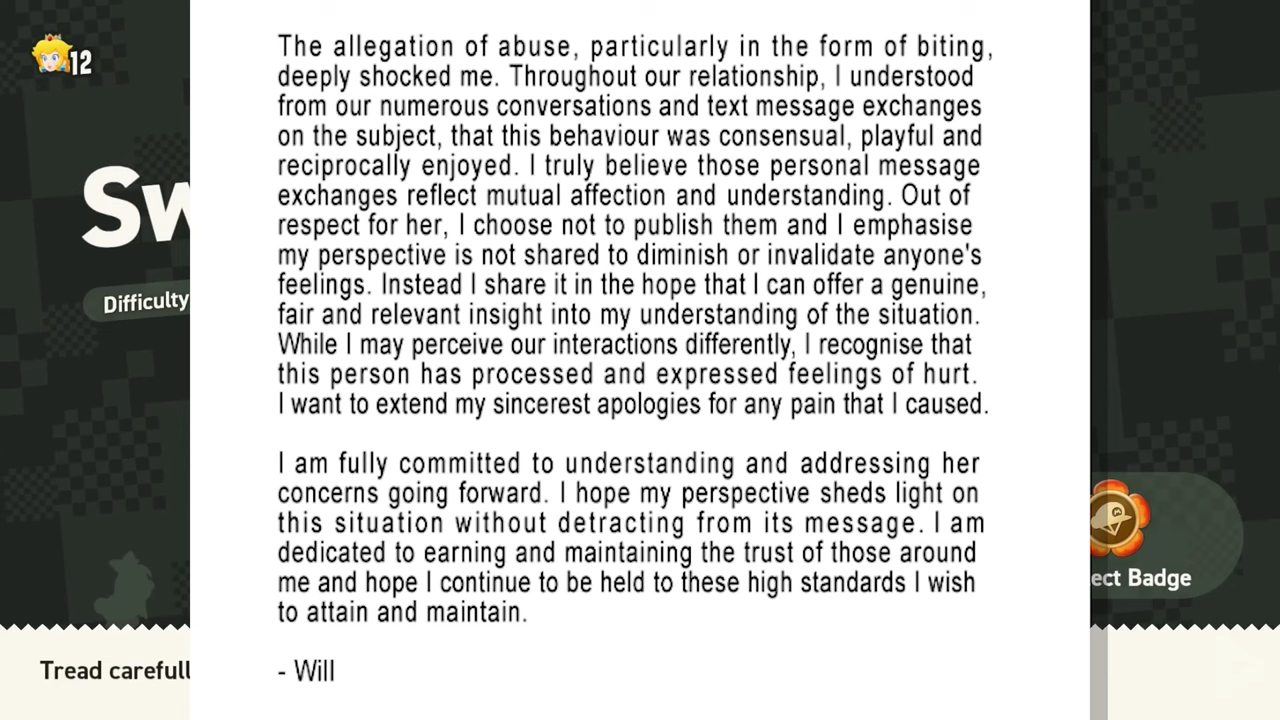 12
Sw
Difficulty
The allegation of abuse, particularly in the form of biting,
deeply shocked me. Throughout our relationship, I understood
from our numerous conversations and text message exchanges
on the subject, that this behaviour was consensual, playful and
reciprocally enjoyed. I truly believe those personal message
exchanges reflect mutual affection and understanding. Out of
respect for her, I choose not to publish them and I emphasise
my perspective is not shared to diminish or invalidate anyone's
feelings. Instead I share it in the hope that I can offer a genuine,
fair and relevant insight into my understanding of the situation.
While I may perceive our interactions differently, I recognise that
this person has processed and expressed feelings of hurt.
I want to extend my sincerest apologies for any pain that I caused.
I am fully committed to understanding and addressing her
concerns going forward. I hope my perspective sheds light on
this situation without detracting from its message. I am
dedicated to earning and maintaining the trust of those around
me and hope I continue to be held to these high standards I wish
to attain and maintain.
- Will
ect Badge
Tread carefull